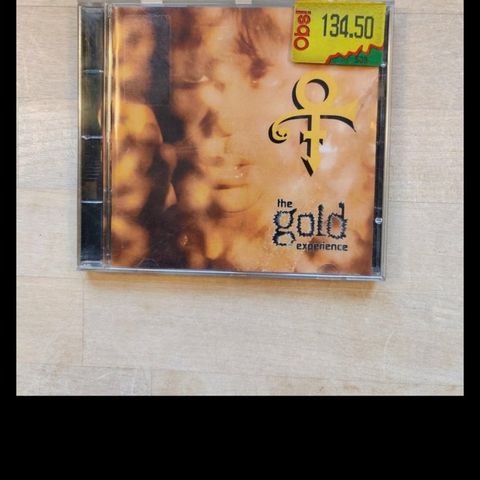 Obs!
134.50
the
gold
experience